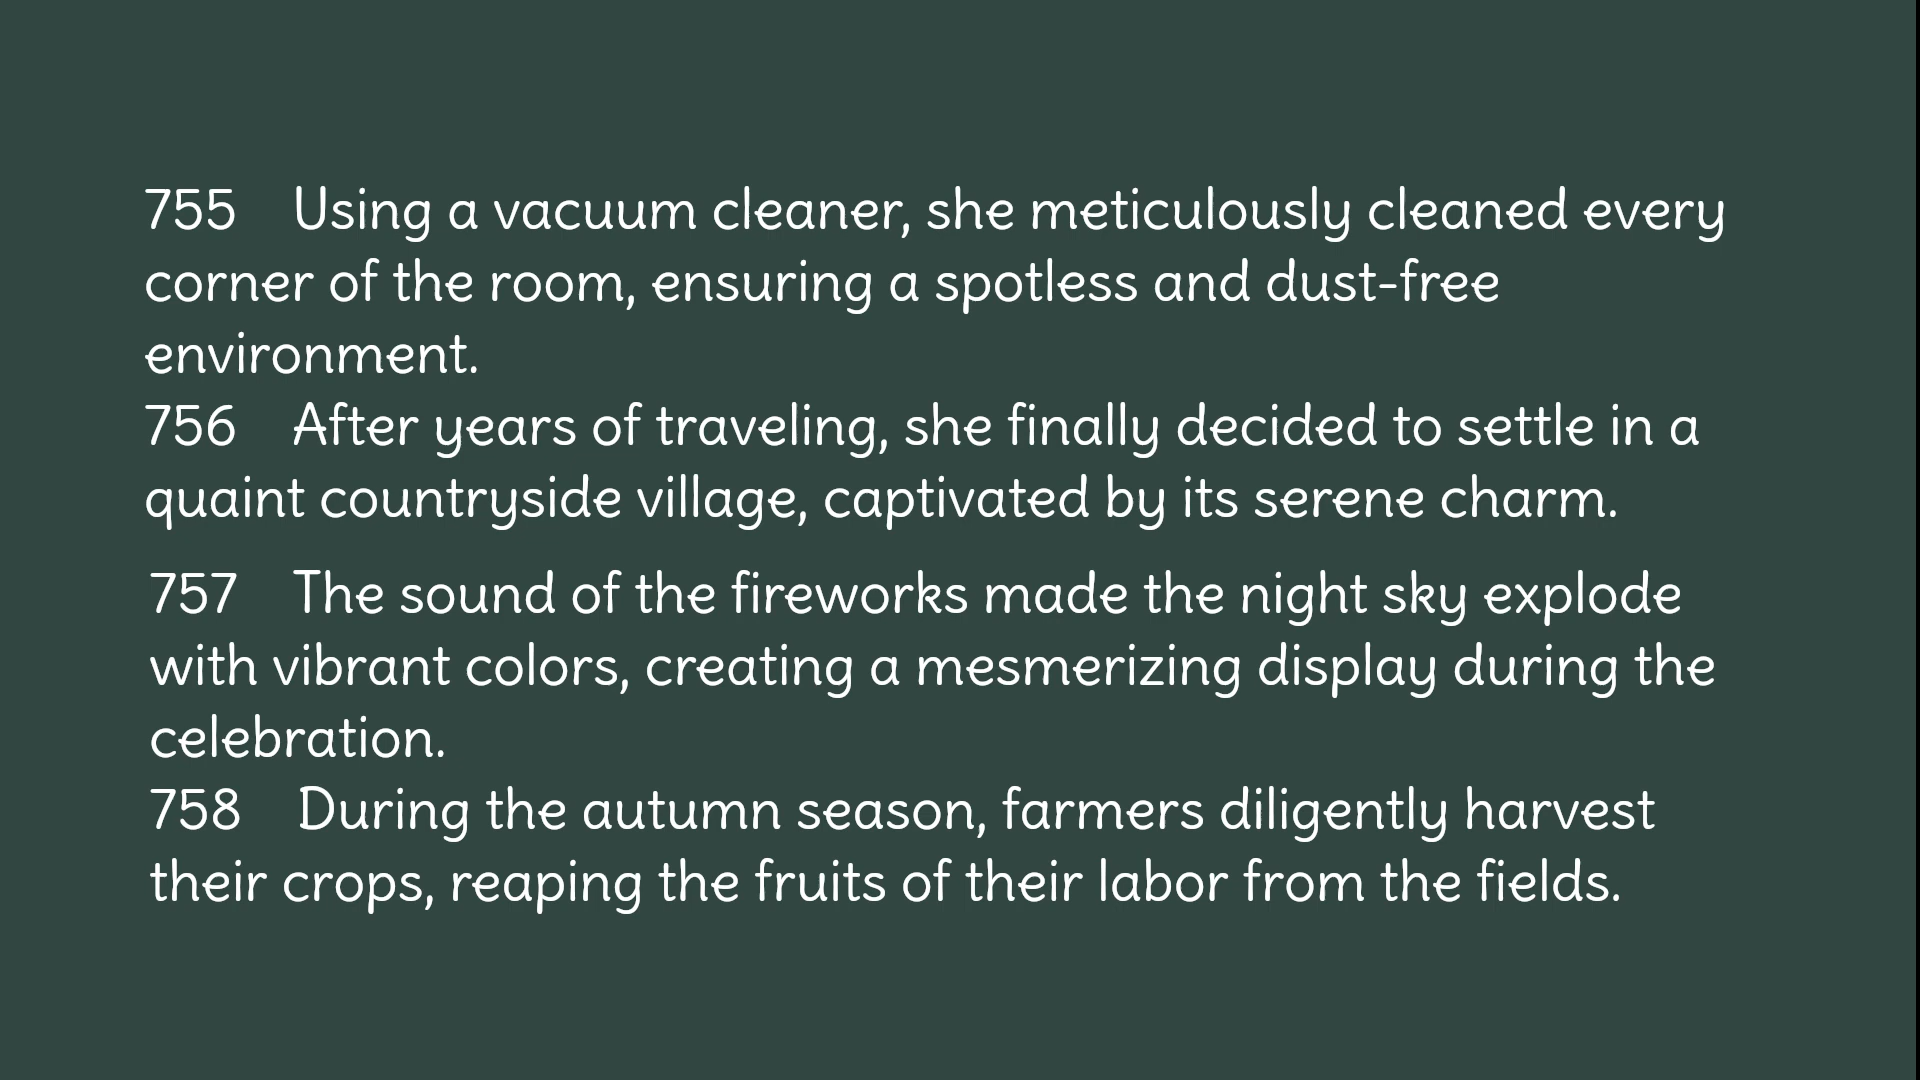 755 Using a vacuum cleaner, she meticulously cleaned every
corner of the room, ensuring a spotless and dust-free
environment.
756 After years of traveling, she finally decided to settle in a
quaint countryside village, captivated by its serene charm.
757 The sound of the fireworks made the night sky explode
with vibrant colors, creating a mesmerizing display during the
celebration.
758 During the autumn season, farmers diligently harvest
their crops, reaping the fruits of their labor from the fields.